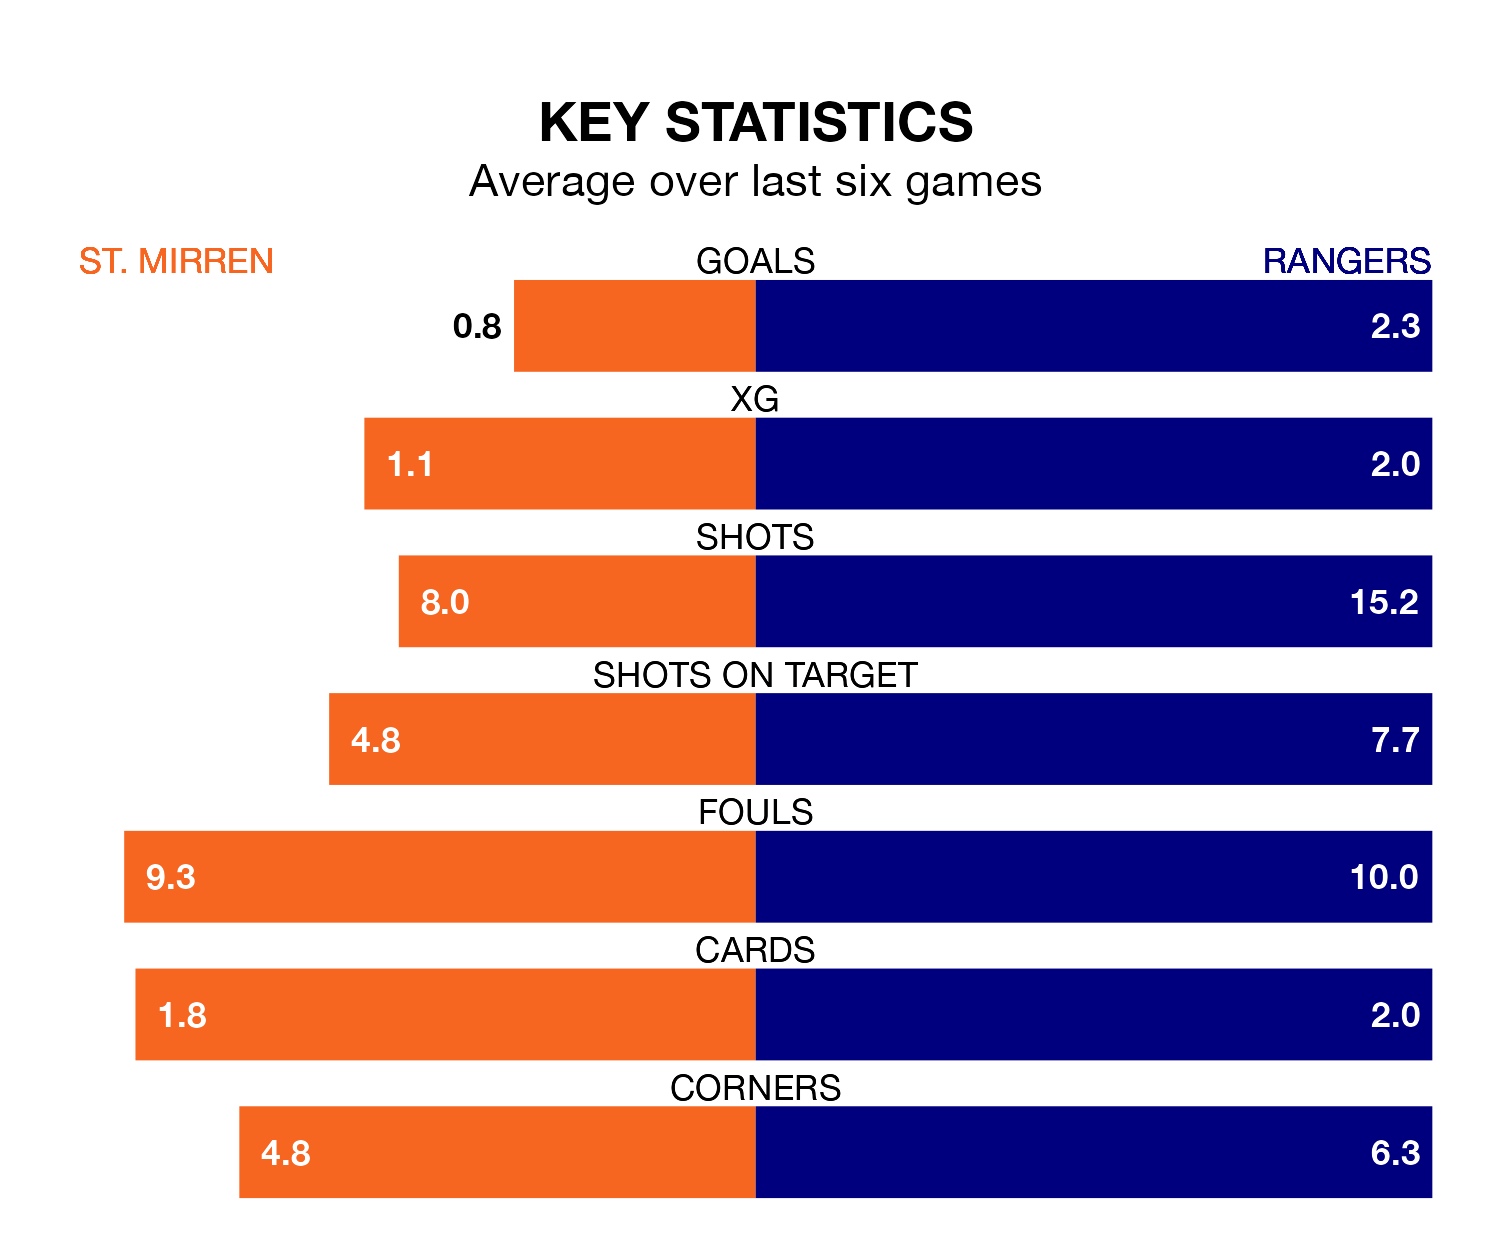 KEY STATISTICS
Average over last six games
ST. MIRREN GOALS RANGERS
0.8 2.3
XG
1.1 2.0
SHOTS
8.0 15.2
SHOTS ON TARGET
4.8 7.7
FOULS
9.3 10.0
CARDS
1.8 2.0
CORNERS
4.8 6.3